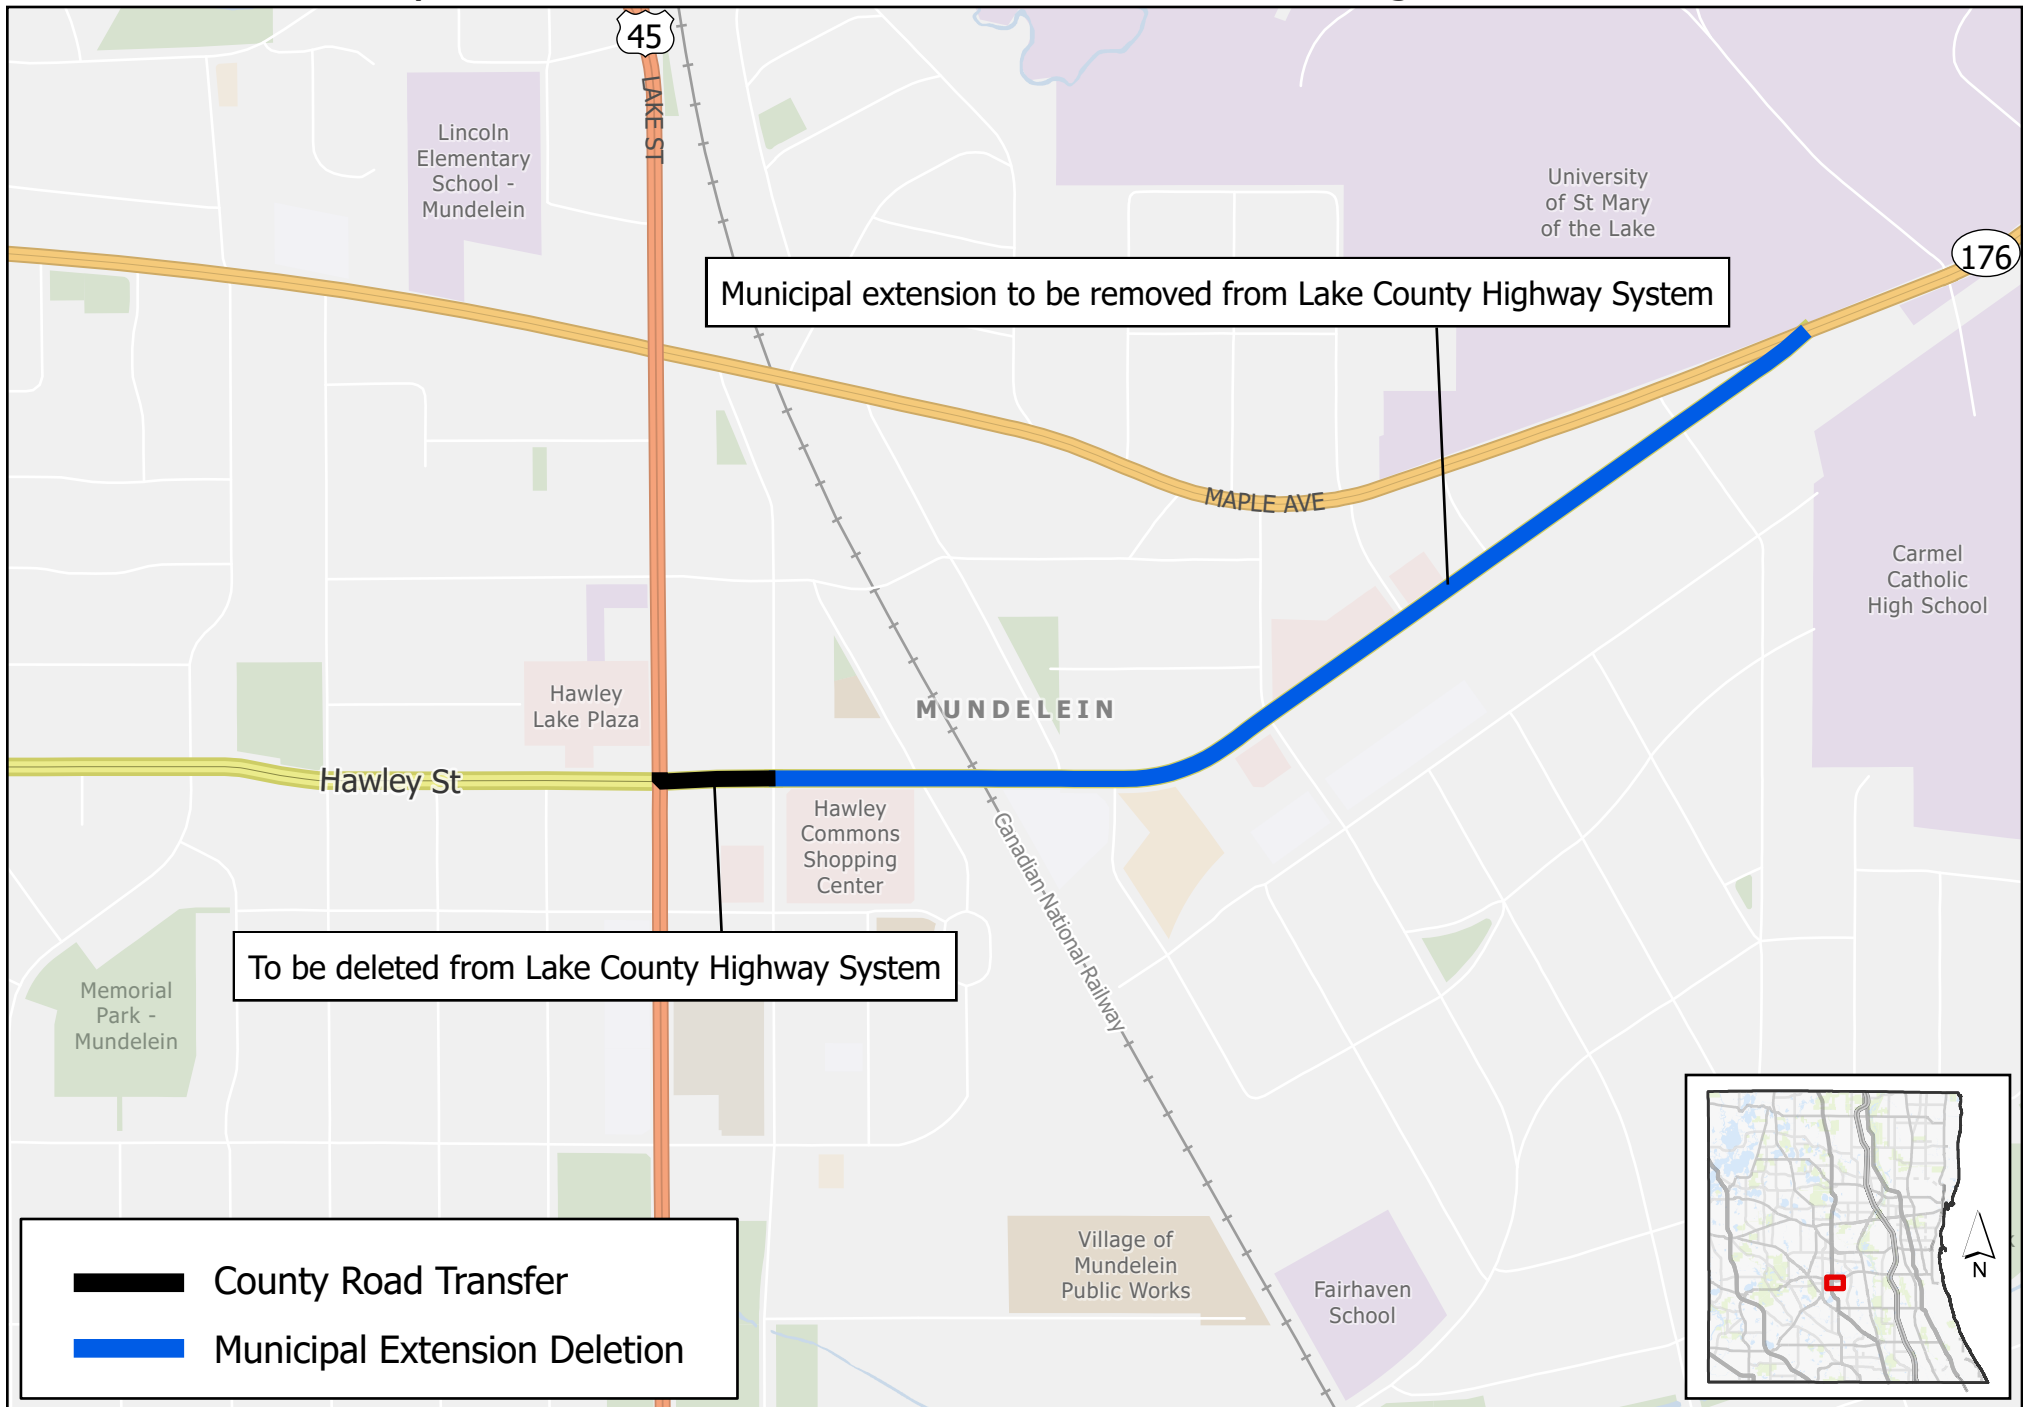 45
LAKE ST
Lincoln
Elementary
School -
Mundelein
University
of St Mary
of the Lake
176
Municipal extension to be removed from Lake County Highway System
MAPLE AVE
Carmel
Catholic
High School
Hawley
Lake Plaza
MUNDELEIN
Hawley St
Hawley
Commons
Shopping
Center
Canadian-National-Railway
To be deleted from Lake County Highway System
Memorial
Park -
Mundelein
Village of
Mundelein
Public Works
Fairhaven
School
County Road Transfer
Municipal Extension Deletion
N